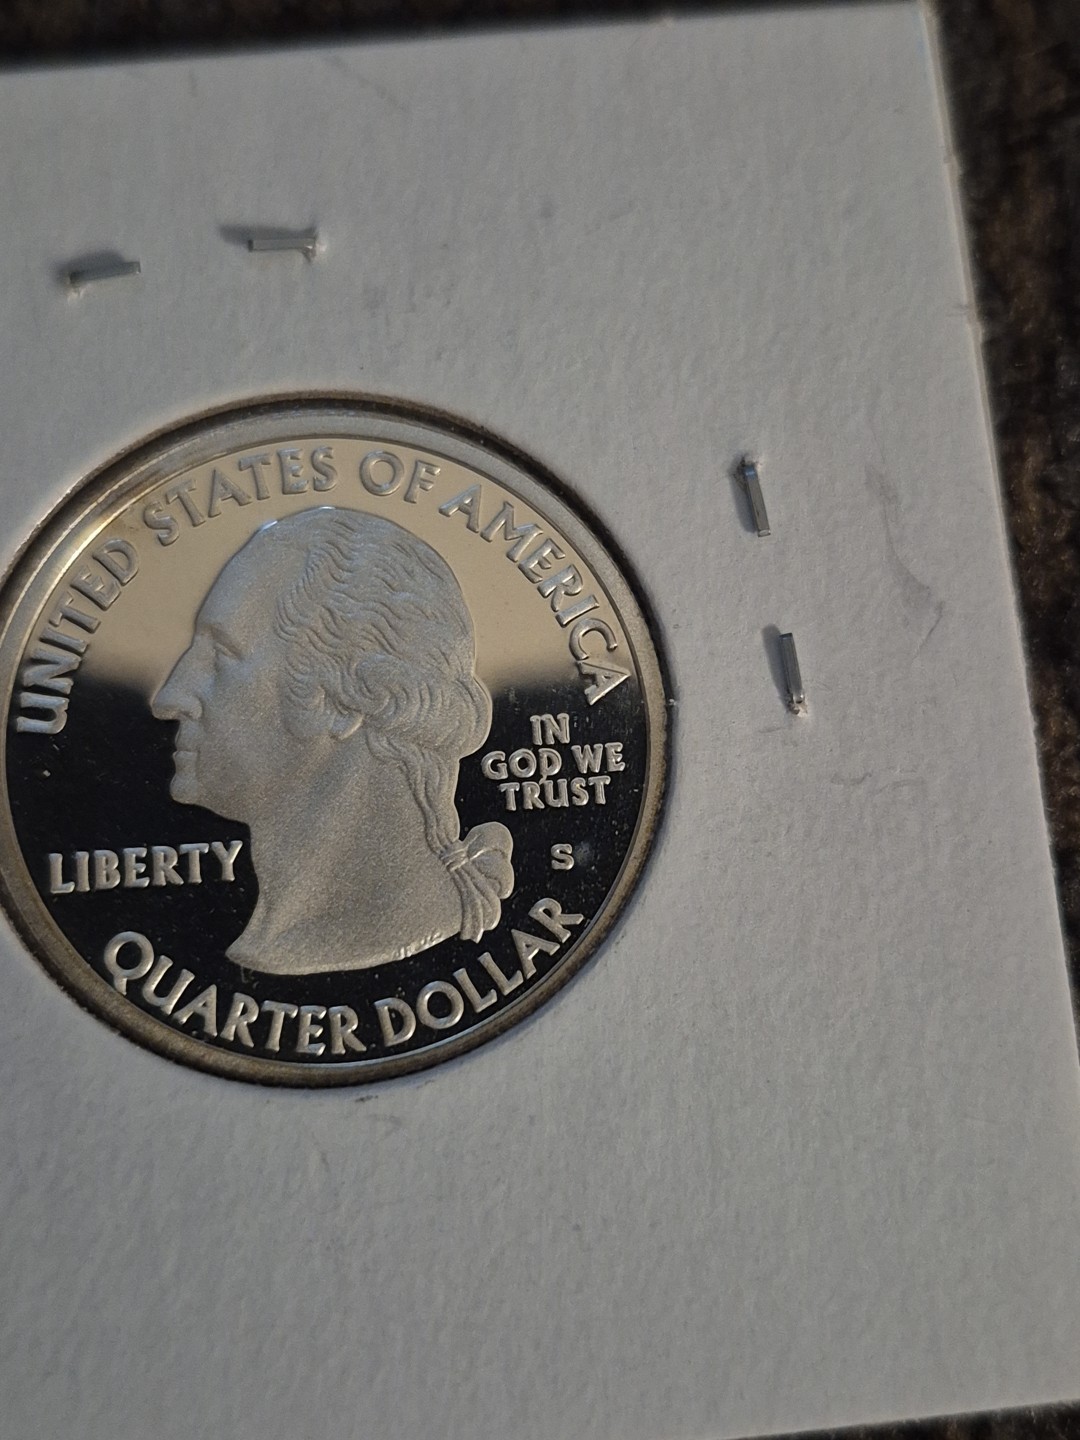 UNITED STATES OF AMERICA
IN
GOD WE
TRUST
LIBERTY
S
QUARTER DOLLAR